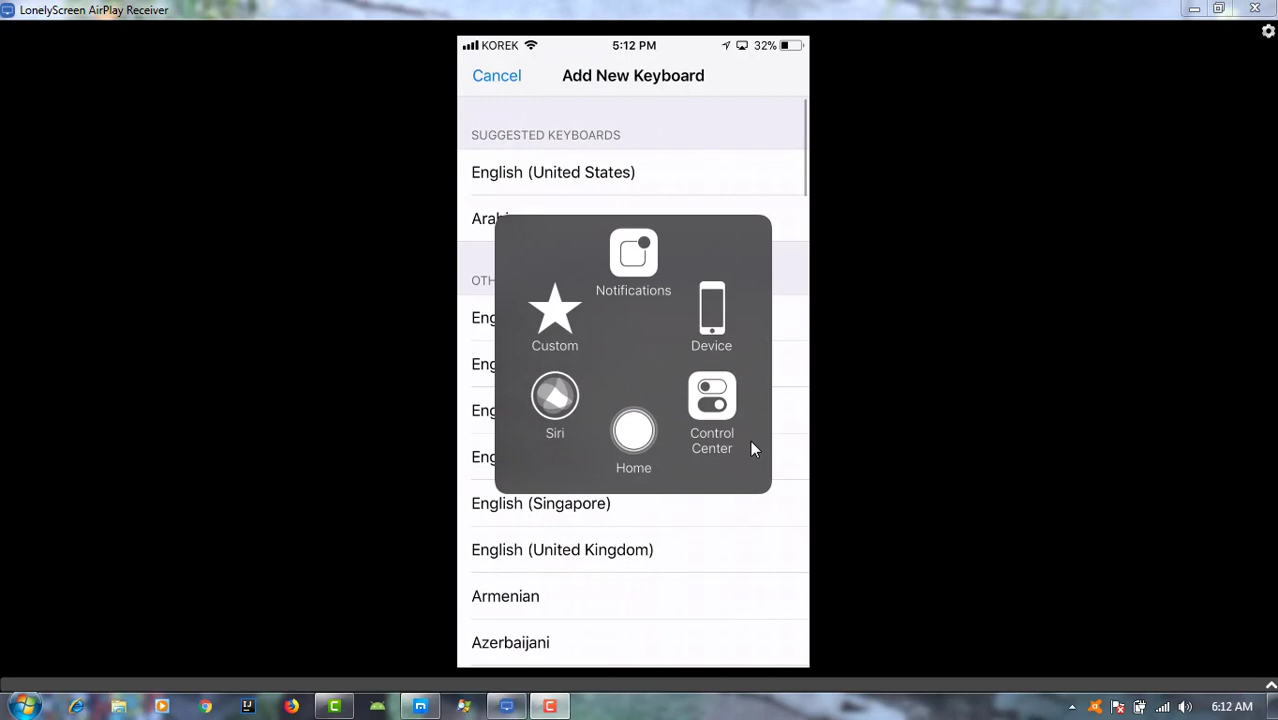 LonelyScreen AirPlay Receiver
KOREK 5:12 PM 32%
Cancel Add New Keyboard
SUGGESTED KEYBOARDS
English (United States)
Notifications
Custom
Device
Siri
Control
Center
Home
English (Singapore)
English (United Kingdom)
Armenian
Azerbaijani
6:12 AM